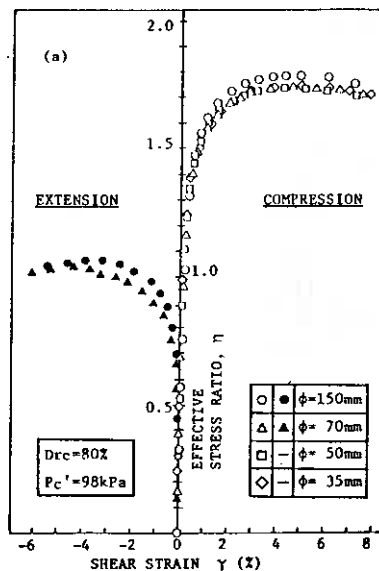 (a)
2.0
1.5
EXTENSION
COMPRESSION
1.0
0.5
EFFECTIVE
STRESS RATIO, η
Drc=80%
Pc'=98kPa
○ ● φ=150mm
△ ▲ φ= 70mm
□ – φ= 50mm
◇ – φ= 35mm
-6 -4 -2 0 2 4 6 8
0
SHEAR STRAIN γ (%)